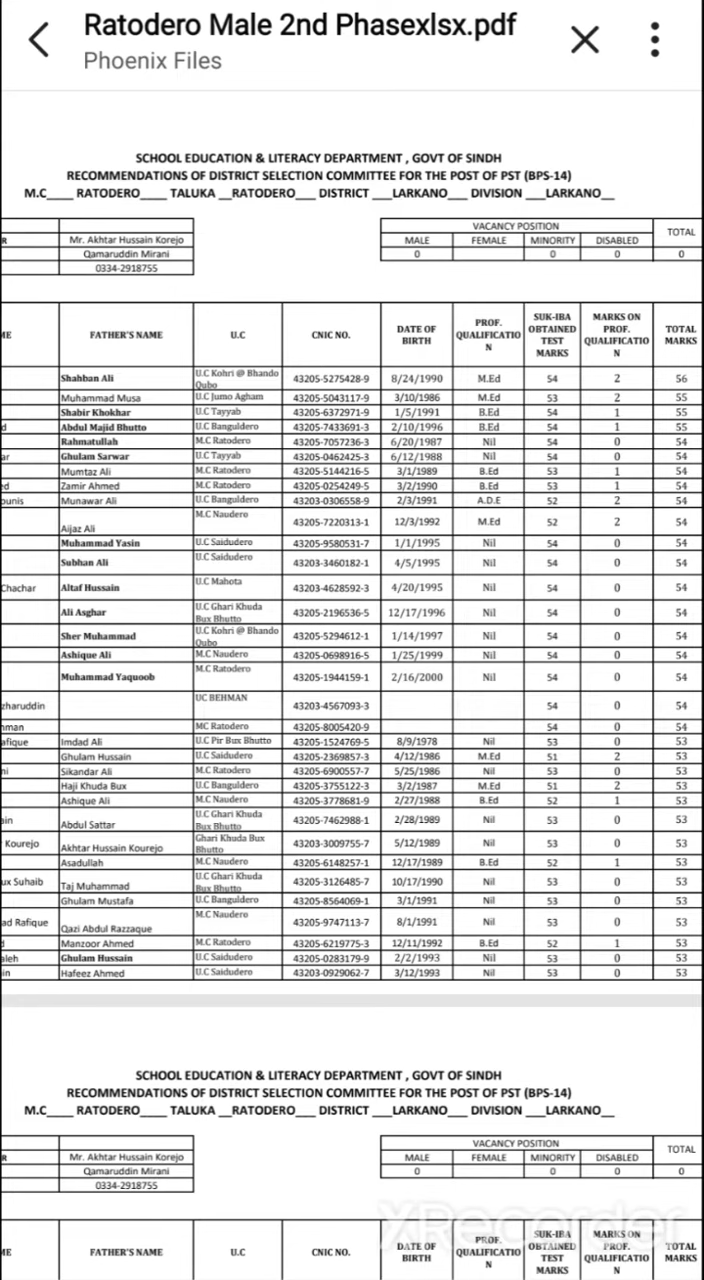 Ratodero Male 2nd Phasexlsx.pdf
Phoenix Files
SCHOOL EDUCATION & LITERACY DEPARTMENT , GOVT OF SINDH
RECOMMENDATIONS OF DISTRICT SELECTION COMMITTEE FOR THE POST OF PST (BPS-14)
M.C____ RATODERO____ TALUKA __RATODERO___ DISTRICT ___LARKANO___ DIVISION ___LARKANO__
VACANCY POSITION TOTAL
R Mr. Akhtar Hussain Korejo MALE FEMALE MINORITY DISABLED
Qamaruddin Mirani 0 0 0 0
0334-2918755
ME FATHER'S NAME U.C CNIC NO. DATE OF BIRTH PROF. QUALIFICATIO N SUK-IBA OBTAINED TEST MARKS MARKS ON PROF. QUALIFICATIO N TOTAL MARKS
Shahban Ali U.C Kohri @ Bhando Qubo 43205-5275428-9 8/24/1990 M.Ed 54 2 56
Muhammad Musa U.C Jumo Agham 43205-5043117-9 3/10/1986 M.Ed 53 2 55
Shabir Khokhar U.C Tayyab 43205-6372971-9 1/5/1991 B.Ed 54 1 55
d Abdul Majid Bhutto U.C Banguldero 43205-7433691-3 2/10/1996 B.Ed 54 1 55
Rahmatullah M.C Ratodero 43205-7057236-3 6/20/1987 Nil 54 0 54
ar Ghulam Sarwar U.C Tayyab 43205-0462425-3 6/12/1988 Nil 54 0 54
Mumtaz Ali M.C Ratodero 43205-5144216-5 3/1/1989 B.Ed 53 1 54
ed Zamir Ahmed M.C Ratodero 43205-0254249-5 3/2/1990 B.Ed 53 1 54
ounis Munawar Ali U.C Banguldero 43203-0306558-9 2/3/1991 A.D.E 52 2 54
Aijaz Ali M.C Naudero 43205-7220313-1 12/3/1992 M.Ed 52 2 54
Muhammad Yasin U.C Saidudero 43205-9580531-7 1/1/1995 Nil 54 0 54
Subhan Ali U.C Saidudero 43203-3460182-1 4/5/1995 Nil 54 0 54
Chachar Altaf Hussain U.C Mahota 43203-4628592-3 4/20/1995 Nil 54 0 54
Ali Asghar U.C Ghari Khuda Bux Bhutto 43205-2196536-5 12/17/1996 Nil 54 0 54
Sher Muhammad U.C Kohri @ Bhando Qubo 43205-5294612-1 1/14/1997 Nil 54 0 54
Ashique Ali M.C Naudero 43205-0698916-5 1/25/1999 Nil 54 0 54
Muhammad Yaquoob M.C Ratodero 43205-1944159-1 2/16/2000 Nil 54 0 54
zharuddin UC BEHMAN 43203-4567093-3 54 0 54
hman MC Ratodero 43205-8005420-9 54 0 54
afique Imdad Ali U.C Pir Bux Bhutto 43205-1524769-5 8/9/1978 Nil 53 0 53
Ghulam Hussain U.C Saidudero 43205-2369857-3 4/12/1986 M.Ed 51 2 53
ni Sikandar Ali M.C Ratodero 43205-6900557-7 5/25/1986 Nil 53 0 53
Haji Khuda Bux U.C Banguldero 43205-3755122-3 3/2/1987 M.Ed 51 2 53
Ashique Ali M.C Naudero 43205-3778681-9 2/27/1988 B.Ed 52 1 53
ain Abdul Sattar U.C Ghari Khuda Bux Bhutto 43205-7462988-1 2/28/1989 Nil 53 0 53
Kourejo Akhtar Hussain Kourejo Ghari Khuda Bux Bhutto 43203-3009755-7 5/12/1989 Nil 53 0 53
Asadullah M.C Naudero 43205-6148257-1 12/17/1989 B.Ed 52 1 53
ux Suhaib Taj Muhammad U.C Ghari Khuda Bux Bhutto 43205-3126485-7 10/17/1990 Nil 53 0 53
Ghulam Mustafa U.C Banguldero 43205-8564069-1 3/1/1991 Nil 53 0 53
ad Rafique Qazi Abdul Razzaque M.C Naudero 43205-9747113-7 8/1/1991 Nil 53 0 53
d Manzoor Ahmed M.C Ratodero 43205-6219775-3 12/11/1992 B.Ed 52 1 53
aleh Ghulam Hussain U.C Saidudero 43205-0283179-9 2/2/1993 Nil 53 0 53
in Hafeez Ahmed U.C Saidudero 43203-0929062-7 3/12/1993 Nil 53 0 53
SCHOOL EDUCATION & LITERACY DEPARTMENT , GOVT OF SINDH
RECOMMENDATIONS OF DISTRICT SELECTION COMMITTEE FOR THE POST OF PST (BPS-14)
M.C____ RATODERO____ TALUKA __RATODERO___ DISTRICT ___LARKANO___ DIVISION ___LARKANO__
VACANCY POSITION TOTAL
R Mr. Akhtar Hussain Korejo MALE FEMALE MINORITY DISABLED
Qamaruddin Mirani 0 0 0 0
0334-2918755
XRecorder
ME FATHER'S NAME U.C CNIC NO. DATE OF BIRTH PROF. QUALIFICATIO N SUK-IBA OBTAINED TEST MARKS MARKS ON PROF. QUALIFICATIO N TOTAL MARKS